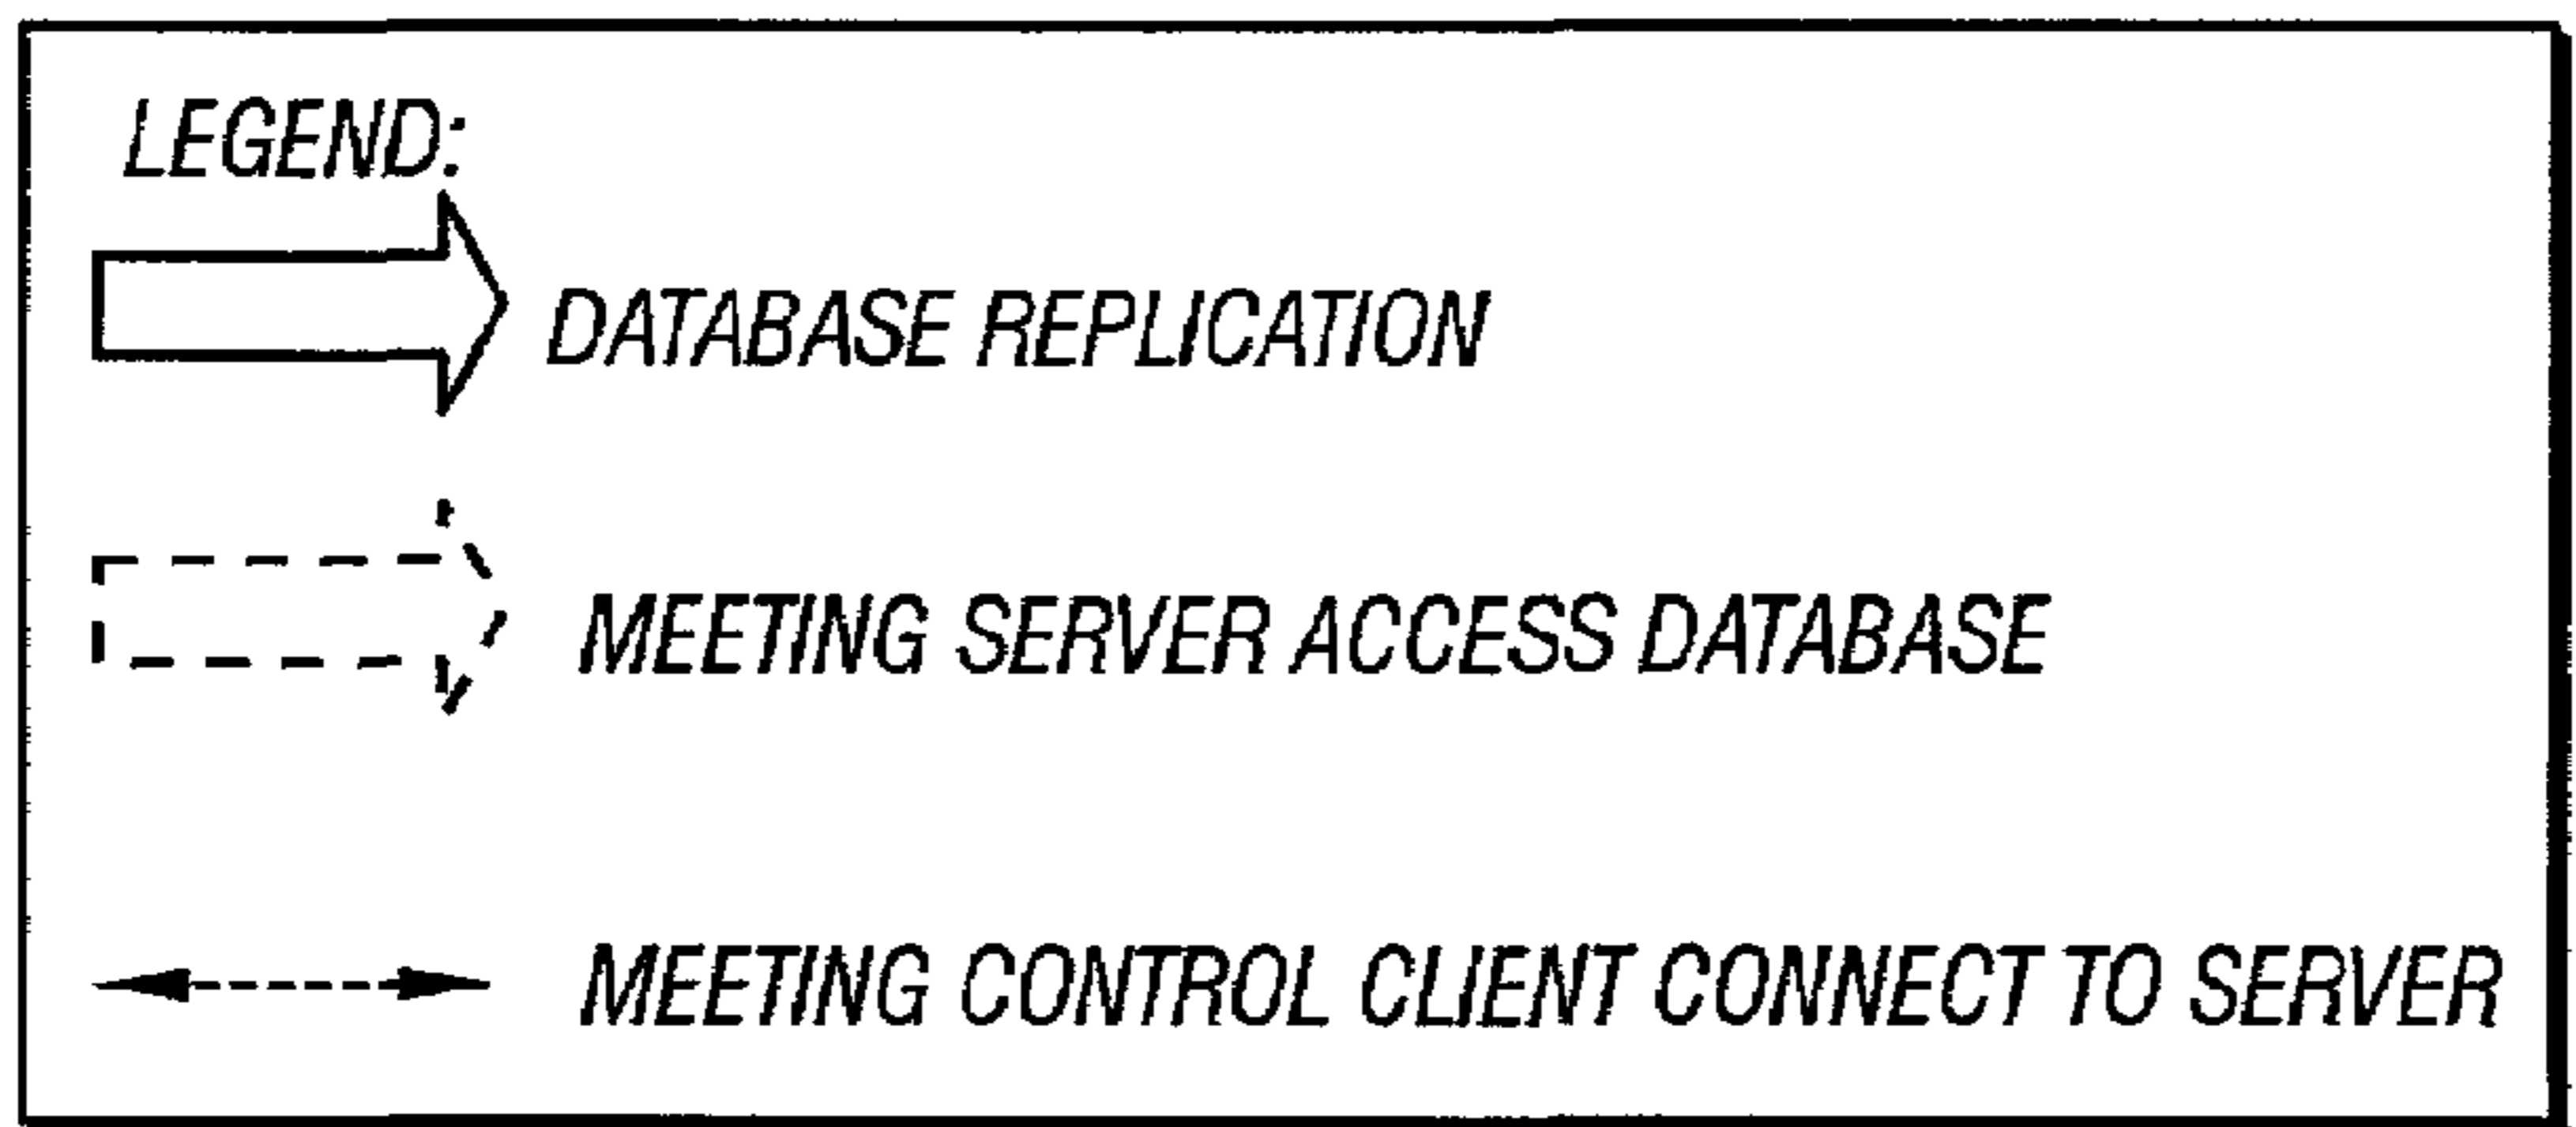 LEGEND:
DATABASE REPLICATION
MEETING SERVER ACCESS DATABASE
MEETING CONTROL CLIENT CONNECT TO SERVER